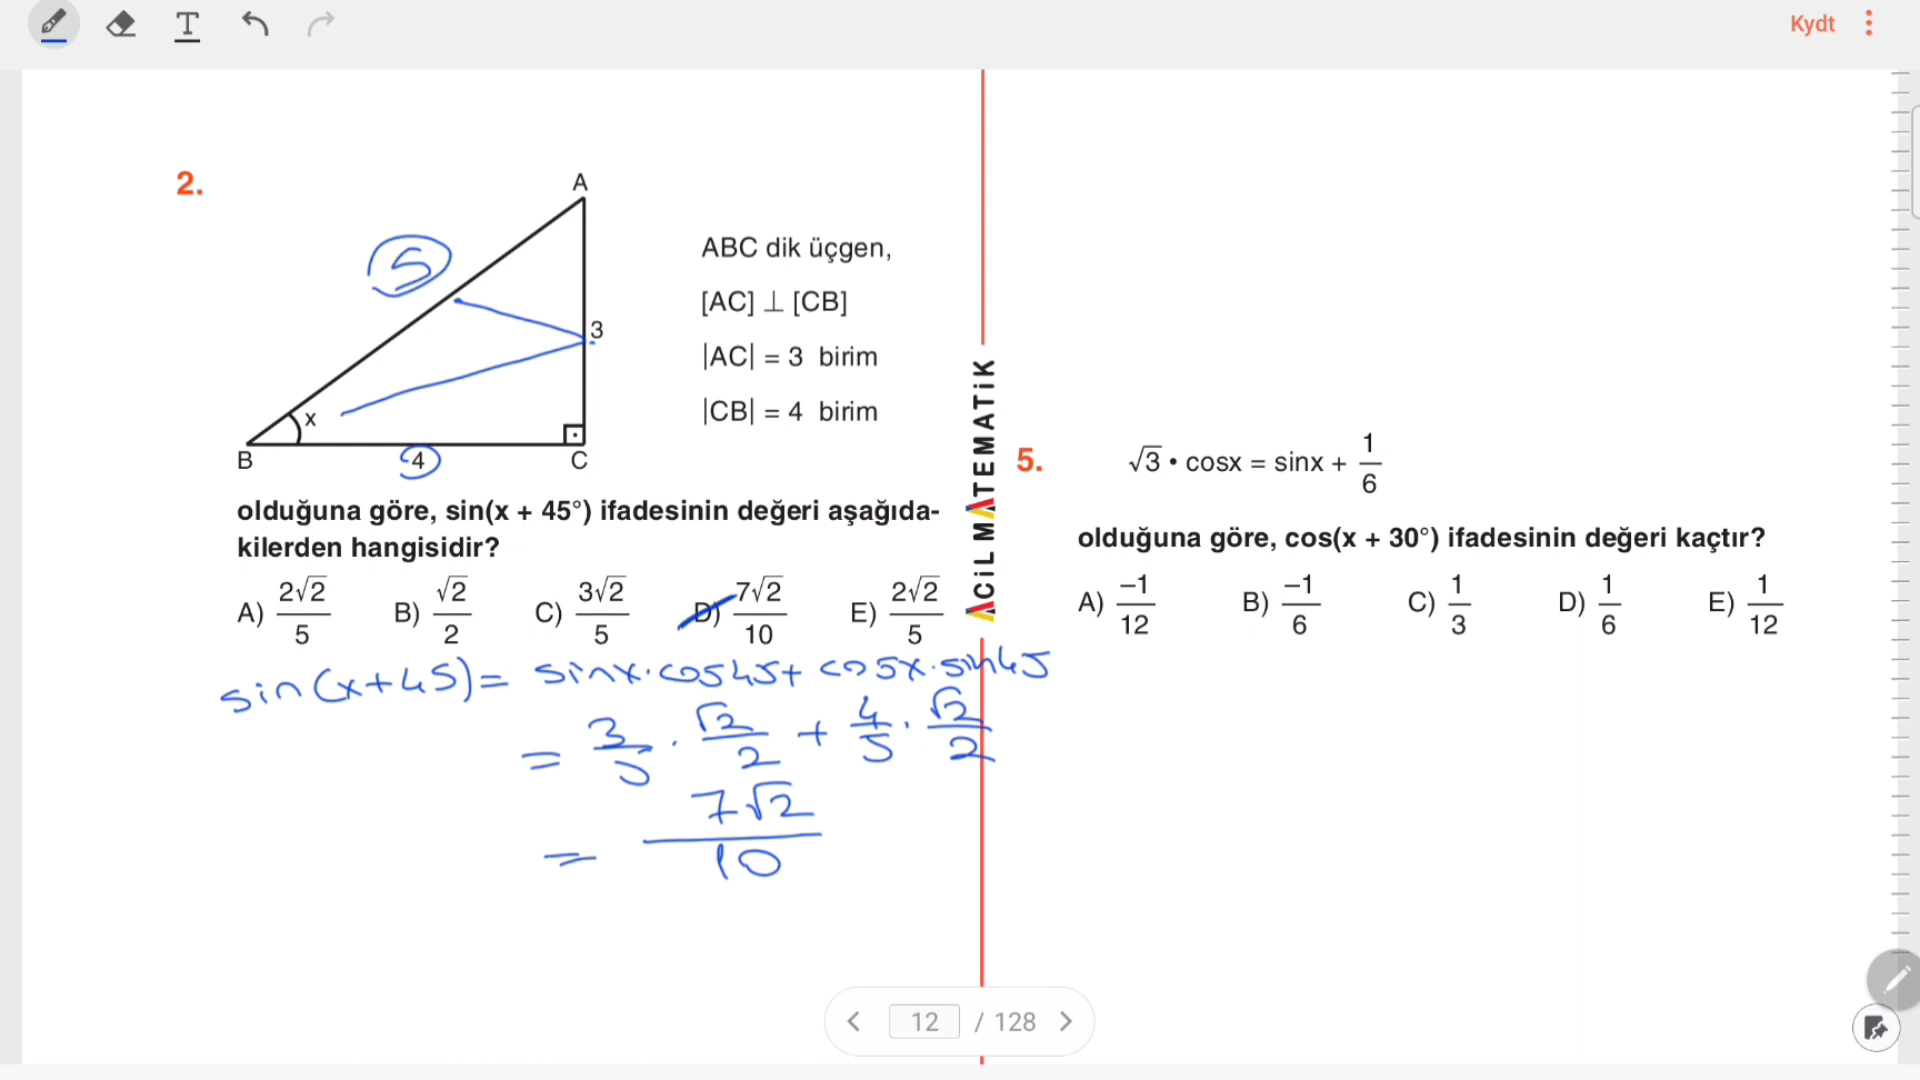 Kydt
2.
A
5
3
x
B
4
C
ABC dik üçgen,
[AC] ⊥ [CB]
|AC| = 3 birim
|CB| = 4 birim
olduğuna göre, sin(x + 45°) ifadesinin değeri aşağıda-
kilerden hangisidir?
A) 2√2/5 B) √2/2 C) 3√2/5 D) 7√2/10 E) 2√2/5
sin(x+45) = sinx.cos45 + cosx.sin45
= 3/5 . √2/2 + 4/5 . √2/2
= 7√2/10
ACiL MATEMATiK
5.
√3 • cosx = sinx + 1/6
olduğuna göre, cos(x + 30°) ifadesinin değeri kaçtır?
A) –1/12 B) –1/6 C) 1/3 D) 1/6 E) 1/12
12 / 128